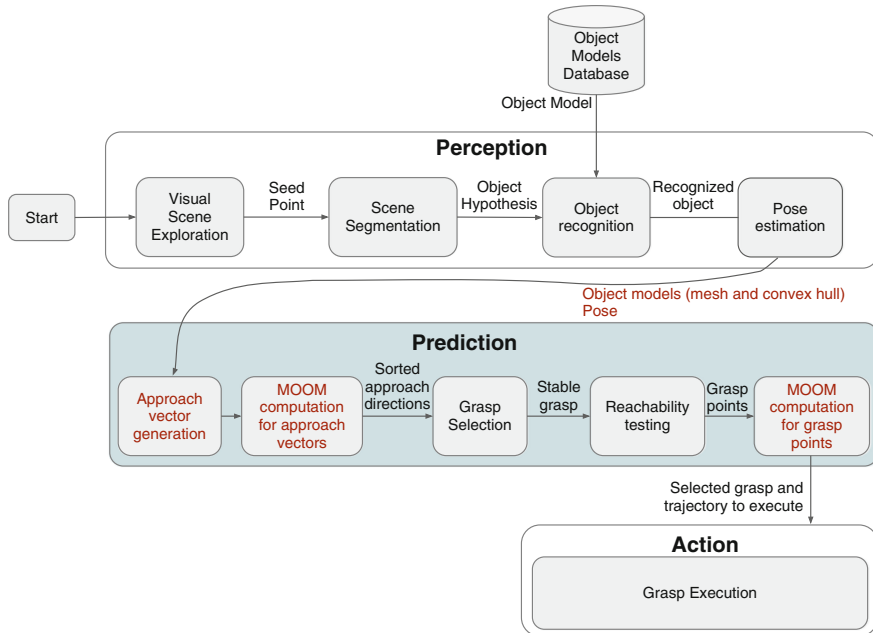 Object
Models
Database
Object Model
Perception
Start
Visual
Scene
Exploration
Seed
Point
Scene
Segmentation
Object
Hypothesis
Object
recognition
Recognized
object
Pose
estimation
Object models (mesh and convex hull)
Pose
Prediction
Approach
vector
generation
MOOM
computation
for approach
vectors
Sorted
approach
directions
Grasp
Selection
Stable
grasp
Reachability
testing
Grasp
points
MOOM
computation
for grasp
points
Selected grasp and
trajectory to execute
Action
Grasp Execution